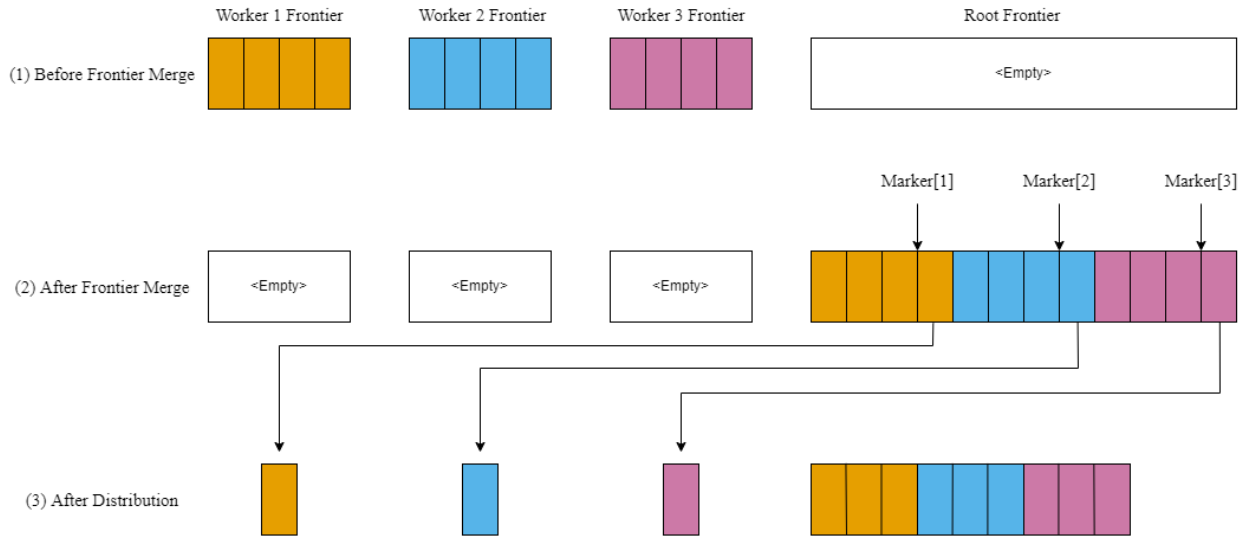 Worker 1 Frontier
Worker 2 Frontier
Worker 3 Frontier
Root Frontier
(1) Before Frontier Merge
<Empty>
Marker[1]
Marker[2]
Marker[3]
(2) After Frontier Merge
<Empty>
<Empty>
<Empty>
(3) After Distribution